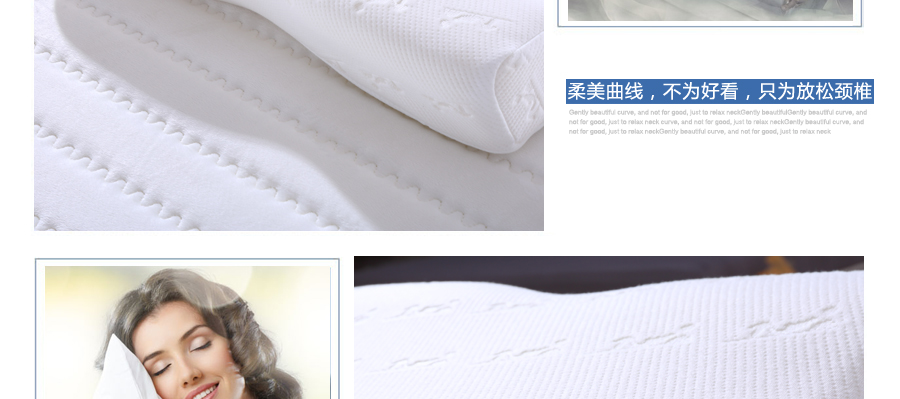 柔美曲线，不为好看，只为放松颈椎
Gently beautiful curve, and not for good, just to relax neckGently beautifulGently beautiful curve, and
not for good, just to relax neck curve, and not for good, just to relax neckGently beautiful curve, and
not for good, just to relax neckGently beautiful curve, and not for good, just to relax neck